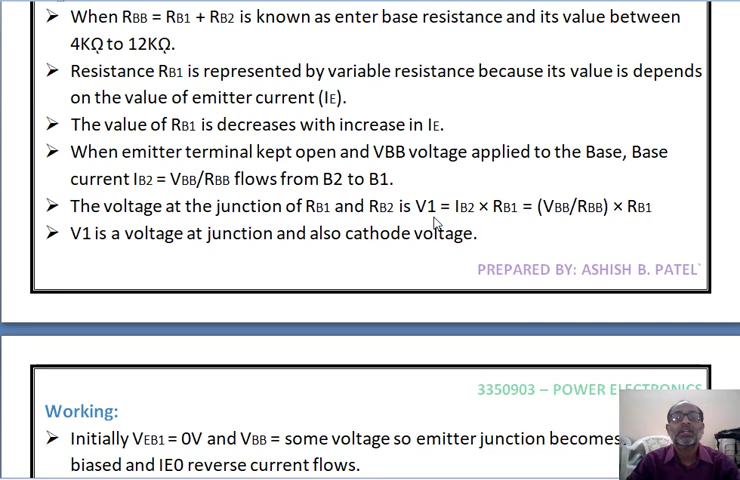 When RBB = RB1 + RB2 is known as enter base resistance and its value between
4KΩ to 12KΩ.
Resistance RB1 is represented by variable resistance because its value is depends
on the value of emitter current (IE).
The value of RB1 is decreases with increase in IE.
When emitter terminal kept open and VBB voltage applied to the Base, Base
current IB2 = VBB/RBB flows from B2 to B1.
The voltage at the junction of RB1 and RB2 is V1 = IB2 × RB1 = (VBB/RBB) × RB1
V1 is a voltage at junction and also cathode voltage.
PREPARED BY: ASHISH B. PATEL`
3350903 – POWER ELECTRONICS
Working:
Initially VEB1 = 0V and VBB = some voltage so emitter junction becomes
biased and IE0 reverse current flows.